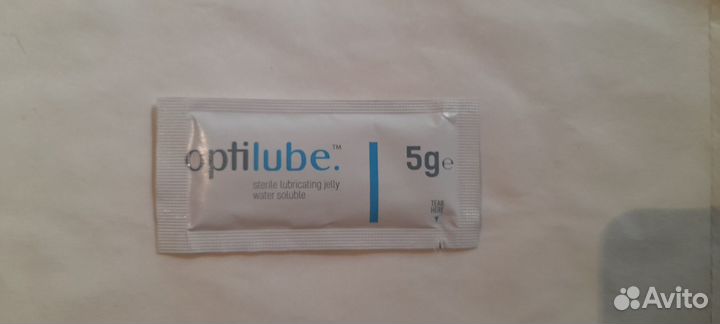 optilube.™
sterile lubricating jelly
water soluble
5g e
TEAR
HERE
Avito